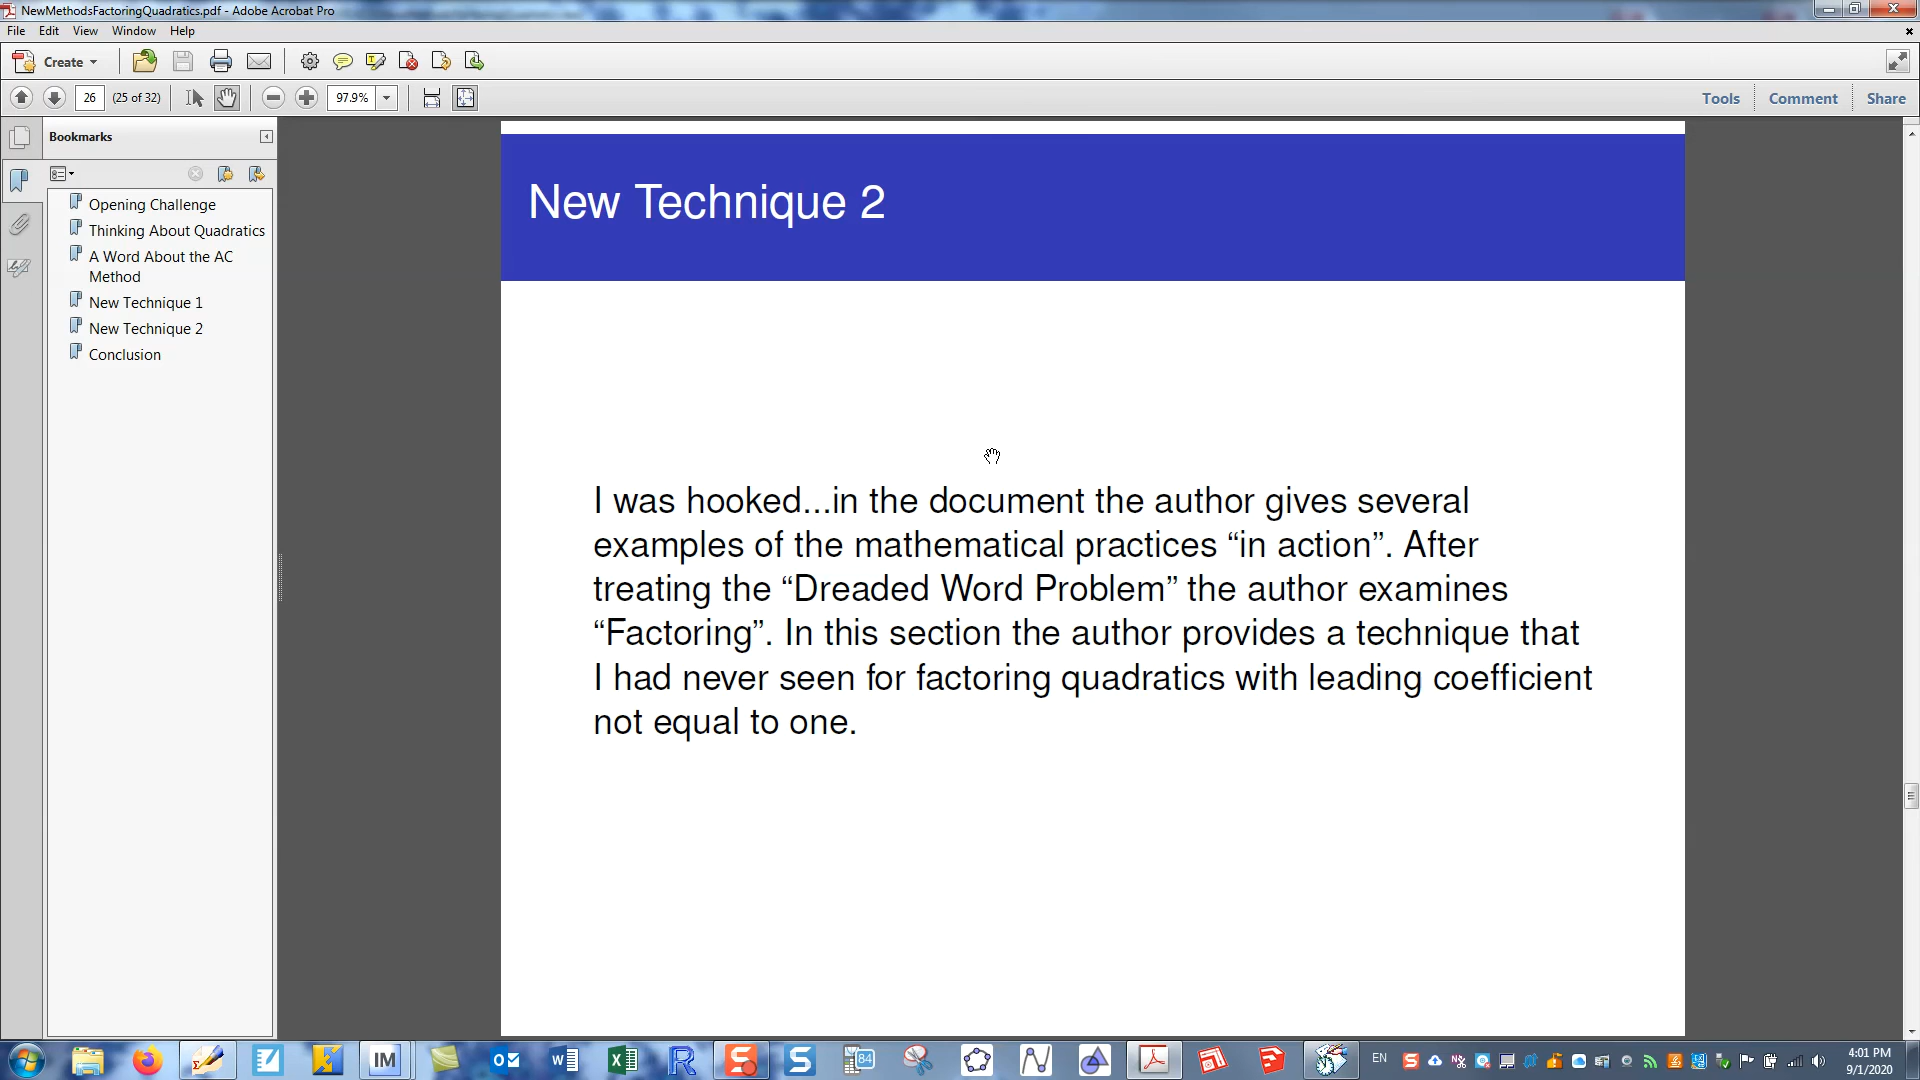 NewMethodsFactoringQuadratics.pdf - Adobe Acrobat Pro
File Edit View Window Help
Create
26 (25 of 32) 97.9% Tools Comment Share
Bookmarks
Opening Challenge
Thinking About Quadratics
A Word About the AC
Method
New Technique 1
New Technique 2
Conclusion
New Technique 2
I was hooked...in the document the author gives several
examples of the mathematical practices “in action”. After
treating the “Dreaded Word Problem” the author examines
“Factoring”. In this section the author provides a technique that
I had never seen for factoring quadratics with leading coefficient
not equal to one.
IM
84
EN
4:01 PM
9/1/2020